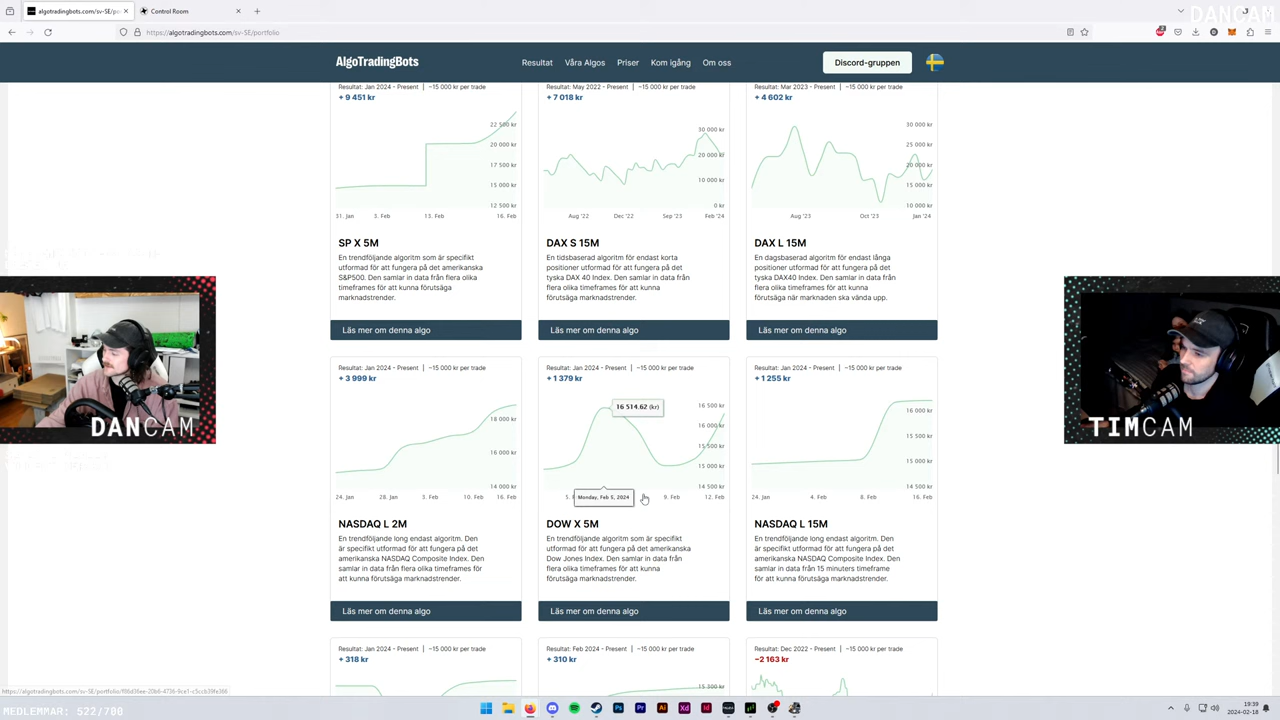 algotradingbots.com/sv-SE/p
Control Room
DANCAM
https://algotradingbots.com/sv-SE/portfolio
AlgoTradingBots
Resultat
Våra Algos
Priser
Kom igång
Om oss
Discord-gruppen
Resultat: Jan 2024 - Present | ~15 000 kr per trade
+ 9 451 kr
22 500 kr
20 000 kr
17 500 kr
15 000 kr
12 500 kr
31. Jan 3. Feb 13. Feb 16. Feb
SP X 5M
En trendföljande algoritm som är specifikt
utformad för att fungera på det amerikanska
S&P500. Den samlar in data från flera olika
timeframes för att kunna förutsäga
marknadstrender.
Läs mer om denna algo
Resultat: May 2022 - Present | ~15 000 kr per trade
+ 7 018 kr
30 000 kr
20 000 kr
10 000 kr
0 kr
Aug '22 Dec '22 Sep '23 Feb '24
DAX S 15M
En tidsbaserad algoritm för endast korta
positioner utformad för att fungera på det
tyska DAX 40 Index. Den samlar in data från
flera olika timeframes för att kunna
förutsäga marknadstrender.
Läs mer om denna algo
Resultat: Mar 2023 - Present | ~15 000 kr per trade
+ 4 602 kr
30 000 kr
25 000 kr
20 000 kr
15 000 kr
10 000 kr
Aug '23 Oct '23 Jan '24
DAX L 15M
En dagsbaserad algoritm för endast långa
positioner utformad för att fungera på det
tyska DAX40 Index. Den samlar in data från
flera olika timeframes för att kunna
förutsäga när marknaden ska vända upp.
Läs mer om denna algo
DANCAM
TIMCAM
Resultat: Jan 2024 - Present | ~15 000 kr per trade
+ 3 999 kr
18 000 kr
16 000 kr
14 000 kr
24. Jan 28. Jan 3. Feb 10. Feb 16. Feb
NASDAQ L 2M
En trendföljande long endast algoritm. Den
är specifikt utformad för att fungera på det
amerikanska NASDAQ Composite Index. Den
samlar in data från flera olika timeframes för
att kunna förutsäga marknadstrender.
Läs mer om denna algo
Resultat: Jan 2024 - Present | ~15 000 kr per trade
+ 1 379 kr
16 514.62 (kr)
16 500 kr
16 000 kr
15 500 kr
15 000 kr
14 500 kr
5. F
Monday, Feb 5, 2024
9. Feb 12. Feb
DOW X 5M
En trendföljande algoritm som är specifikt
utformad för att fungera på det amerikanska
Dow Jones Index. Den samlar in data från
flera olika timeframes för att kunna
förutsäga marknadstrender.
Läs mer om denna algo
Resultat: Jan 2024 - Present | ~15 000 kr per trade
+ 1 255 kr
16 000 kr
15 500 kr
15 000 kr
14 500 kr
24. Jan 4. Feb 8. Feb 16. Feb
NASDAQ L 15M
En trendföljande long endast algoritm. Den
är specifikt utformad för att fungera på det
amerikanska NASDAQ Composite Index. Den
samlar in data från 15 minuters timeframe
för att kunna förutsäga marknadstrender.
Läs mer om denna algo
Resultat: Jan 2024 - Present | ~15 000 kr per trade
+ 318 kr
Resultat: Feb 2024 - Present | ~15 000 kr per trade
+ 310 kr
15 300 kr
Resultat: Dec 2022 - Present | ~15 000 kr per trade
−2 163 kr
MEDLEMMAR: 522/700
19:39
2024-02-18